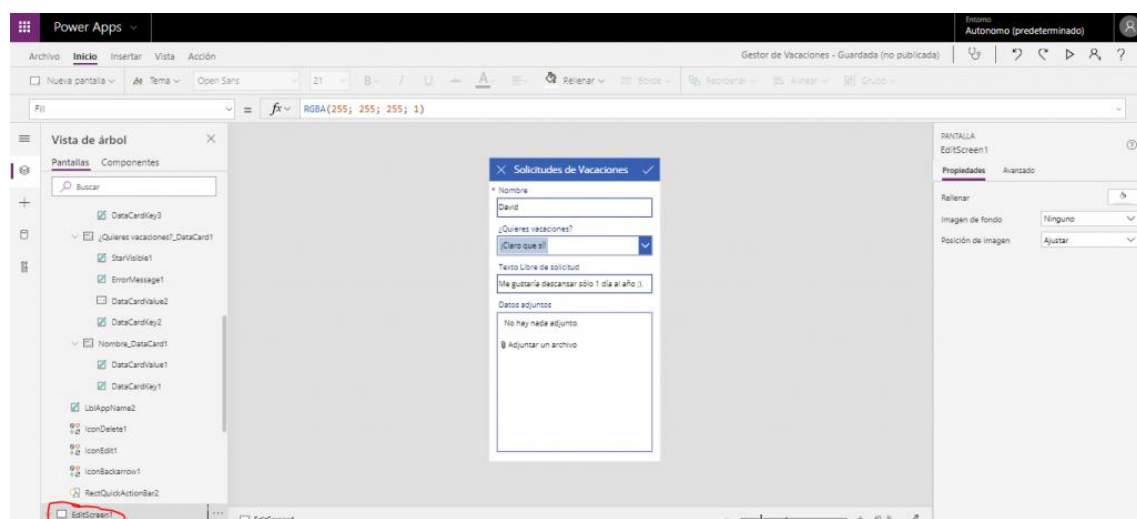 Power Apps
Entorno
Autonomo (predeterminado)
Archivo Inicio Insertar Vista Acción
Gestor de Vacaciones - Guardada (no publicada)
Nueva pantalla Tema Open Sans 21 B / U A Rellenar Borde Reordenar Alinear Grupo
Fill = fx RGBA(255; 255; 255; 1)
Vista de árbol
Pantallas Componentes
Buscar
DataCardKey3
¿Quieres vacaciones?_DataCard1
StarVisible1
ErrorMessage1
DataCardValue2
DataCardKey2
Nombre_DataCard1
DataCardValue1
DataCardKey1
LblAppName2
IconDelete1
IconEdit1
IconBackarrow1
RectQuickActionBar2
EditScreen1
Solicitudes de Vacaciones
* Nombre
David
¿Quieres vacaciones?
¡Claro que sí!
Texto Libre de solicitud
Me gustaría descansar sólo 1 día al año ;).
Datos adjuntos
No hay nada adjunto.
Adjuntar un archivo
EditScreen1
PANTALLA
EditScreen1
Propiedades Avanzado
Rellenar
Imagen de fondo Ninguno
Posición de imagen Ajustar